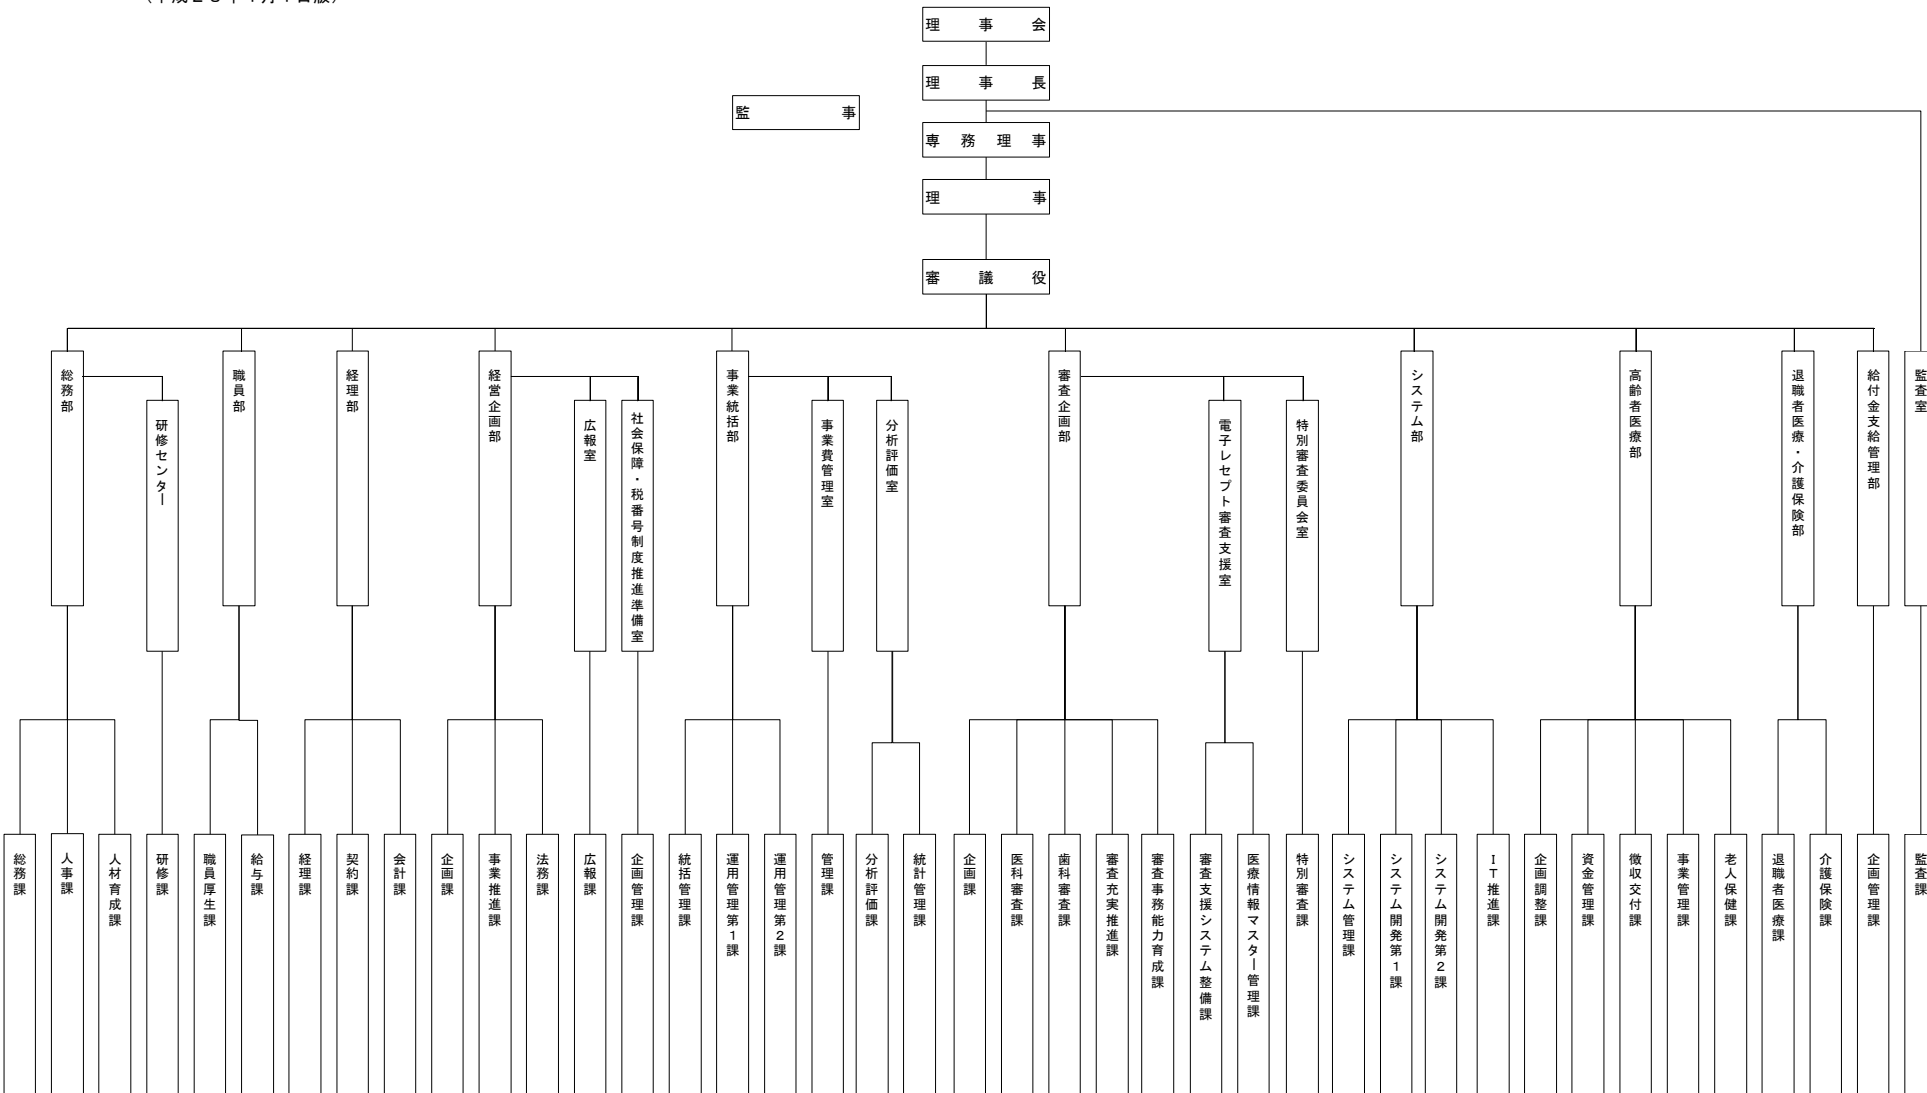 理事会
理事長
監事
専務理事
理事
審議役
総務部
研修センター
職員部
経理部
経営企画部
広報室
社会保障・税番号制度推進準備室
事業統括部
事業費管理室
分析評価室
審査企画部
電子レセプト審査支援室
特別審査委員会室
システム部
高齢者医療部
退職者医療・介護保険部
給付金支給管理部
監査室
総務課
人事課
人材育成課
研修課
職員厚生課
給与課
経理課
契約課
会計課
企画課
事業推進課
法務課
広報課
企画管理課
統括管理課
運用管理第1課
運用管理第2課
管理課
分析評価課
統計管理課
企画課
医科審査課
歯科審査課
審査充実推進課
審査事務能力育成課
審査支援システム整備課
医療情報マスター管理課
特別審査課
システム管理課
システム開発第1課
システム開発第2課
IT推進課
企画調整課
資金管理課
徴収交付課
事業管理課
老人保健課
退職者医療課
介護保険課
企画管理課
監査課